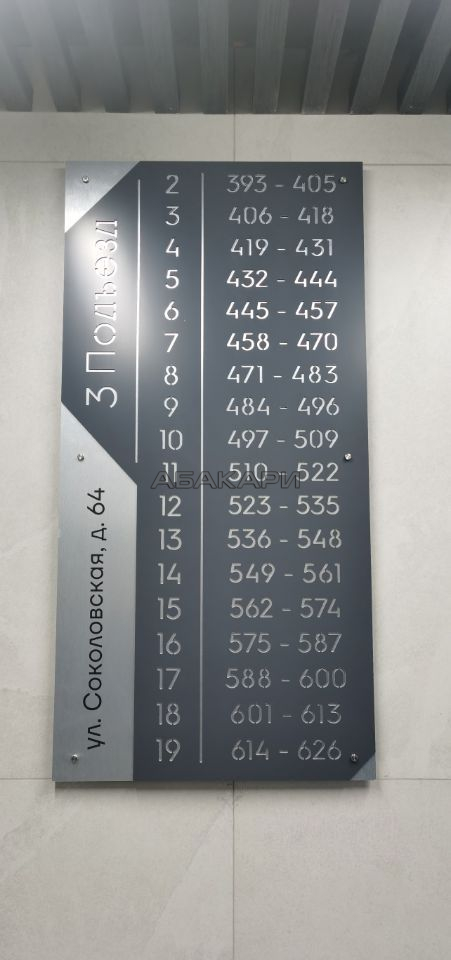 3 Подъезд
ул. Соколовская, д. 64
2 393 - 405
3 406 - 418
4 419 - 431
5 432 - 444
6 445 - 457
7 458 - 470
8 471 - 483
9 484 - 496
10 497 - 509
11 510 - 522
АБАКАРИ
12 523 - 535
13 536 - 548
14 549 - 561
15 562 - 574
16 575 - 587
17 588 - 600
18 601 - 613
19 614 - 626